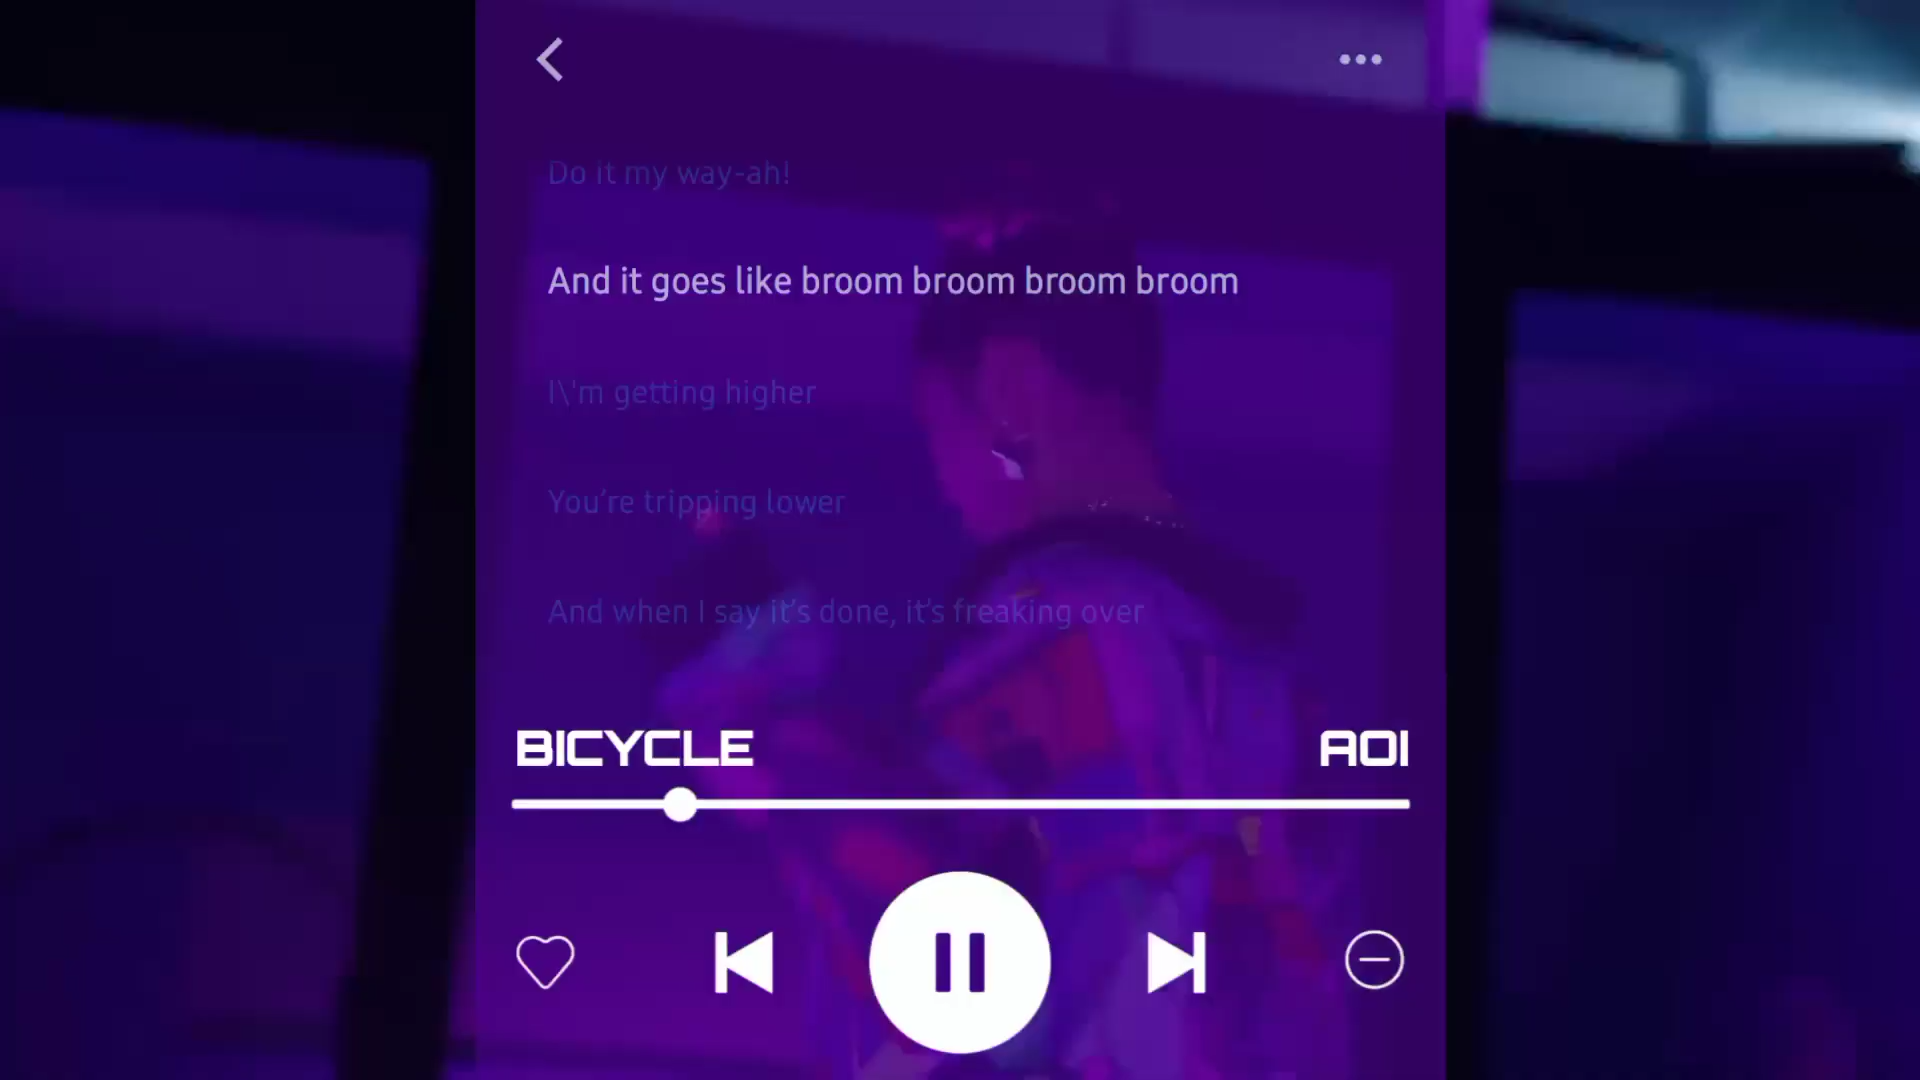 Do it my way-ah!
And it goes like broom broom broom broom
I\'m getting higher
You’re tripping lower
And when I say it’s done, it’s freaking over
BICYCLE
AOI